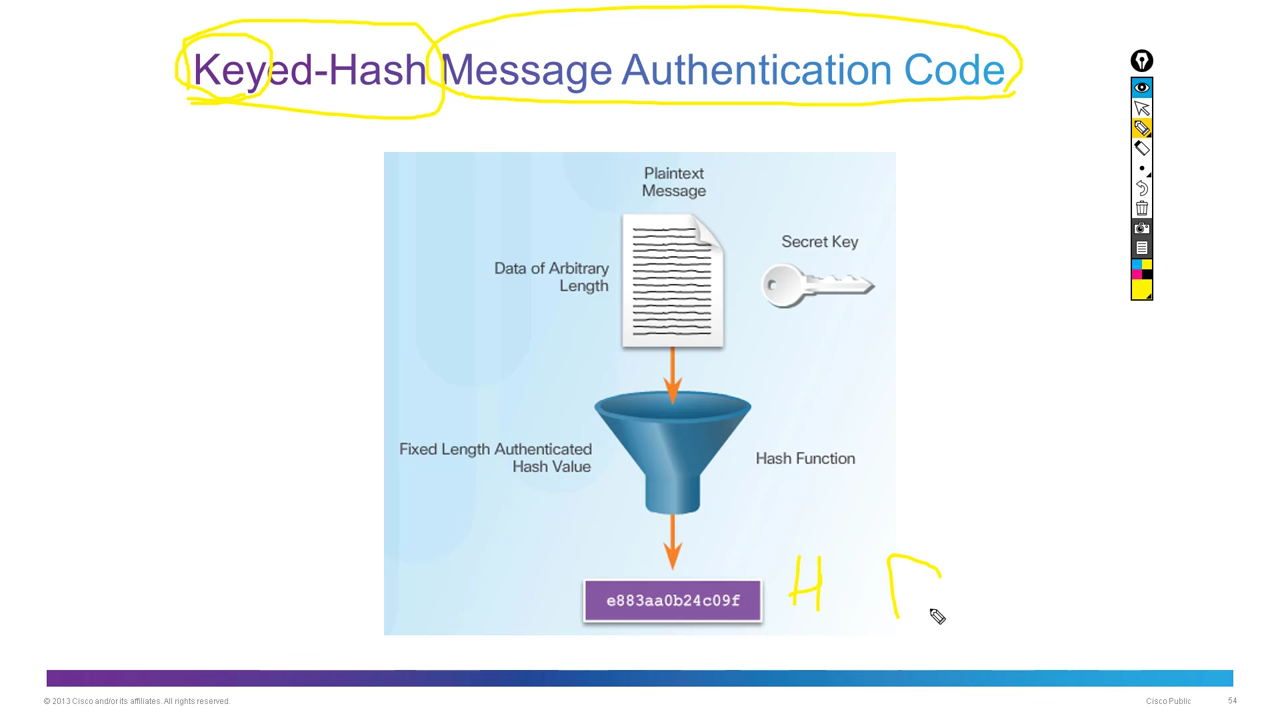 Keyed-Hash Message Authentication Code
Plaintext
Message
Secret Key
Data of Arbitrary
Length
Fixed Length Authenticated
Hash Value
Hash Function
e883aa0b24c09f
H
© 2013 Cisco and/or its affiliates. All rights reserved.
Cisco Public
54